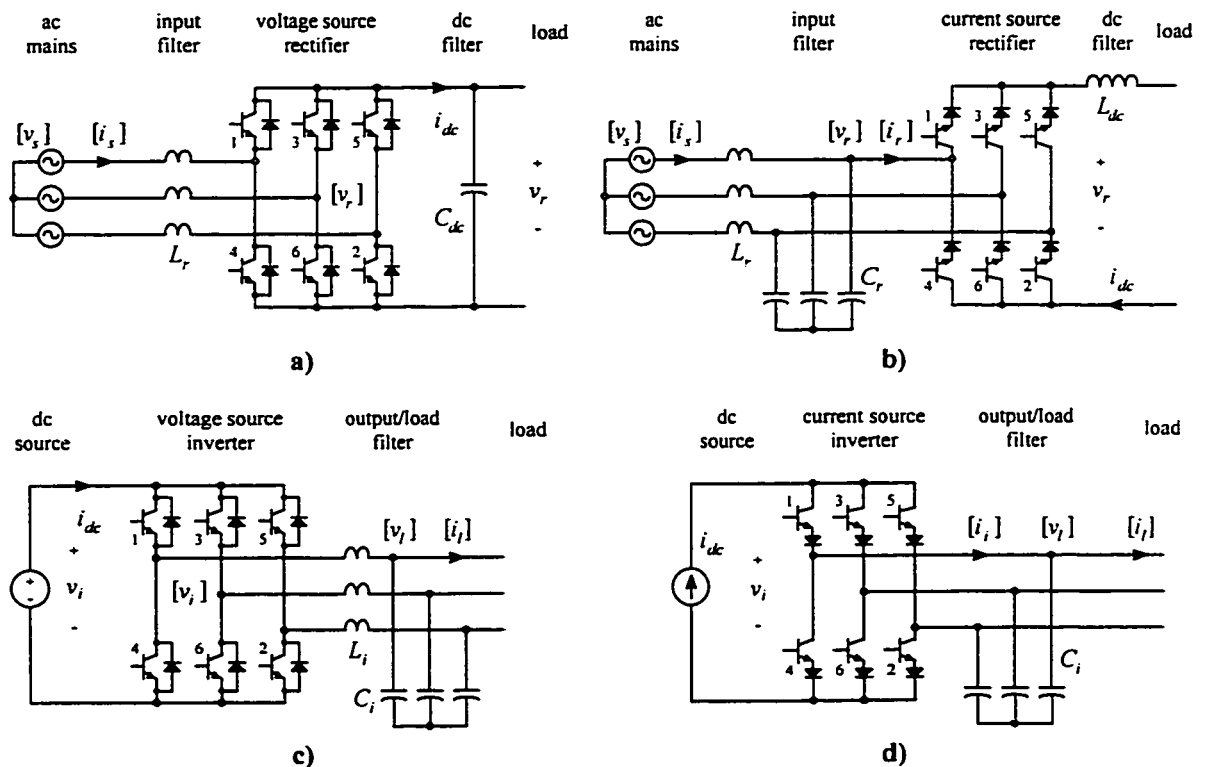 ac mains
input filter
voltage source rectifier
dc filter
load
[v_s]
[i_s]
1
3
5
i_dc
+
v_r
-
[v_r]
C_dc
L_r
4
6
2
a)
ac mains
input filter
current source rectifier
dc filter
load
1
3
5
L_dc
[v_s]
[i_s]
[v_r]
[i_r]
+
v_r
-
L_r
C_r
4
6
2
i_dc
b)
dc source
voltage source inverter
output/load filter
load
i_dc
1
3
5
[v_l]
[i_l]
+
-
+
v_i
-
[v_i]
4
6
2
L_i
C_i
c)
dc source
current source inverter
output/load filter
load
1
3
5
i_dc
[i_i]
[v_l]
[i_l]
+
v_i
-
4
6
2
C_i
d)